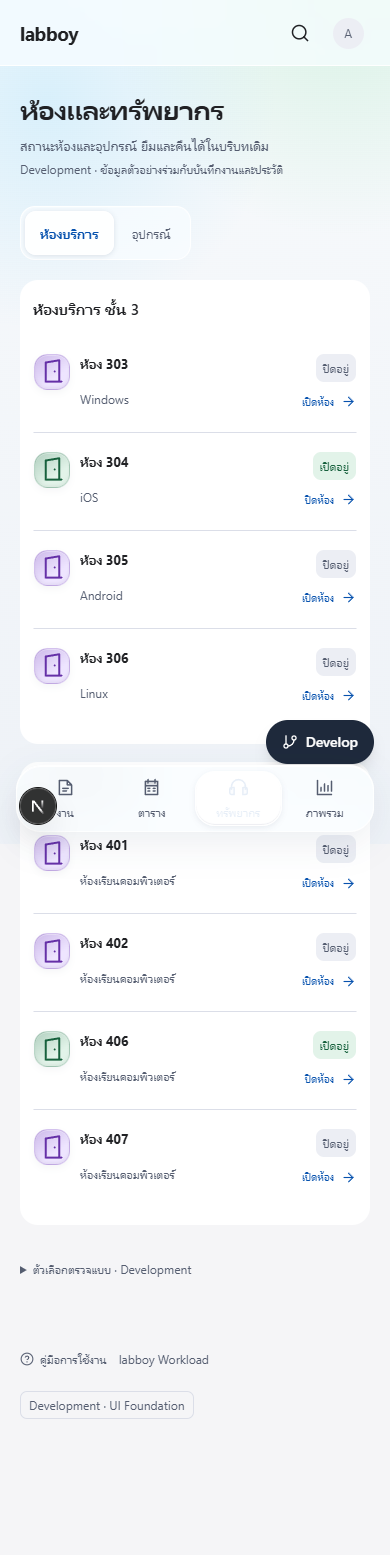 labboy
A
ห้องและทรัพยากร
สถานะห้องและอุปกรณ์ ยืมและคืนได้ในบริบทเดิม
Development · ข้อมูลตัวอย่างร่วมกับบันทึกงานและประวัติ
ห้องบริการ
อุปกรณ์
ห้องบริการ ชั้น 3
ห้อง 303
ปิดอยู่
Windows
เปิดห้อง
ห้อง 304
เปิดอยู่
iOS
ปิดห้อง
ห้อง 305
ปิดอยู่
Android
เปิดห้อง
ห้อง 306
ปิดอยู่
Linux
เปิดห้อง
Develop
N
งาน
ตาราง
ทรัพยากร
ภาพรวม
ห้อง 401
ปิดอยู่
ห้องเรียนคอมพิวเตอร์
เปิดห้อง
ห้อง 402
ปิดอยู่
ห้องเรียนคอมพิวเตอร์
เปิดห้อง
ห้อง 406
เปิดอยู่
ห้องเรียนคอมพิวเตอร์
ปิดห้อง
ห้อง 407
ปิดอยู่
ห้องเรียนคอมพิวเตอร์
เปิดห้อง
ตัวเลือกตรวจแบบ · Development
คู่มือการใช้งาน labboy Workload
Development · UI Foundation